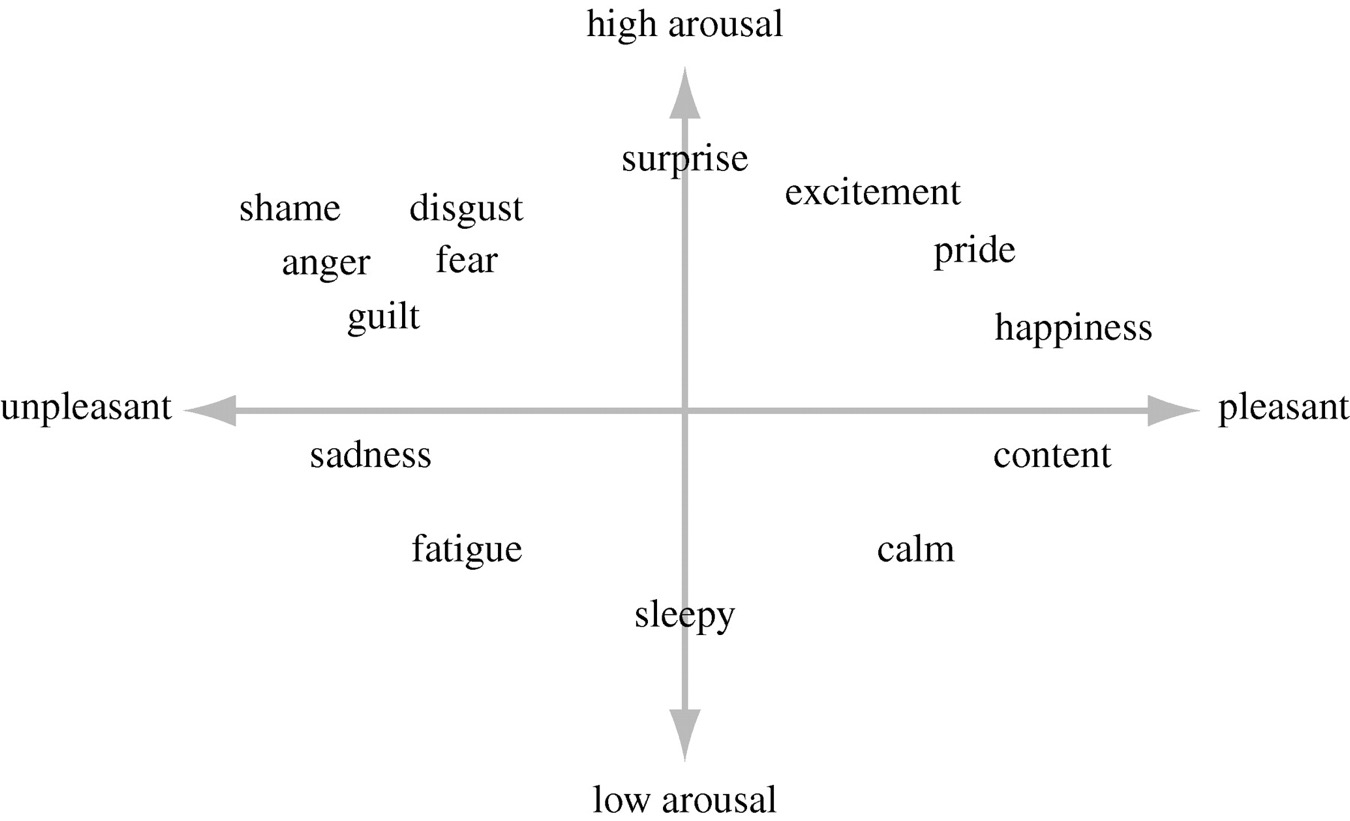 high arousal
surprise
excitement
shame disgust
pride
anger fear
guilt
happiness
unpleasant pleasant
sadness content
fatigue calm
sleepy
low arousal